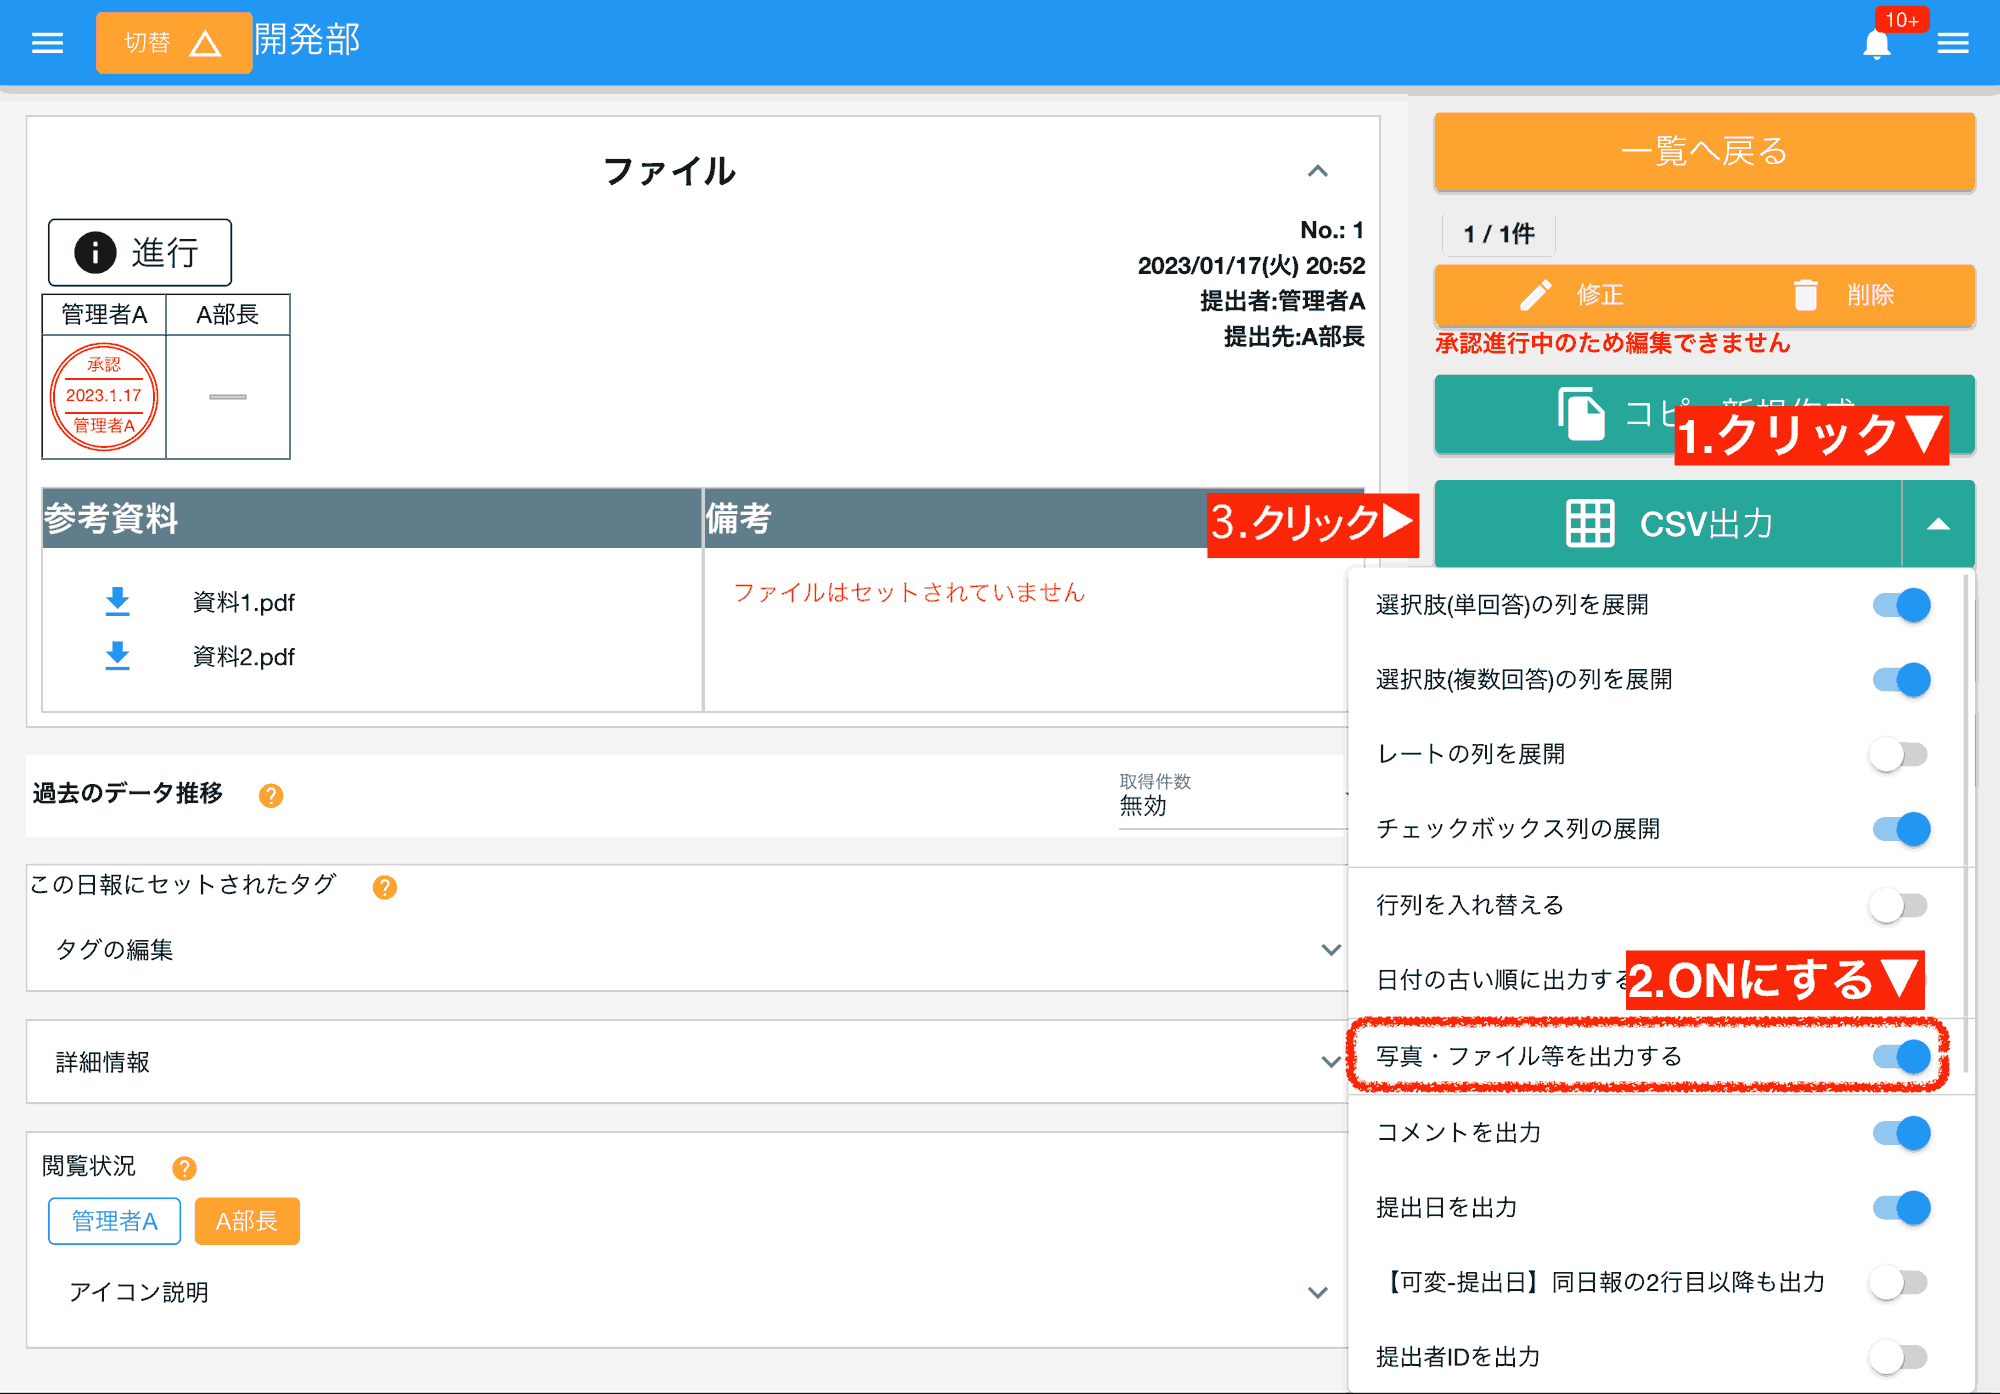 切替 開発部
10+
ファイル
進行
No.: 1
2023/01/17(火) 20:52
提出者:管理者A
提出先:A部長
管理者A A部長
承認
2023.1.17
管理者A
参考資料 備考
資料1.pdf
資料2.pdf
ファイルはセットされていません
過去のデータ推移 ?
取得件数
無効
この日報にセットされたタグ ?
タグの編集
詳細情報
閲覧状況 ?
管理者A A部長
アイコン説明
一覧へ戻る
1 / 1件
修正 削除
承認進行中のため編集できません
コピー新規作成
1.クリック▼
3.クリック▶
CSV出力
選択肢(単回答)の列を展開
選択肢(複数回答)の列を展開
レートの列を展開
チェックボックス列の展開
行列を入れ替える
日付の古い順に出力する
2.ONにする▼
写真・ファイル等を出力する
コメントを出力
提出日を出力
【可変-提出日】同日報の2行目以降も出力
提出者IDを出力